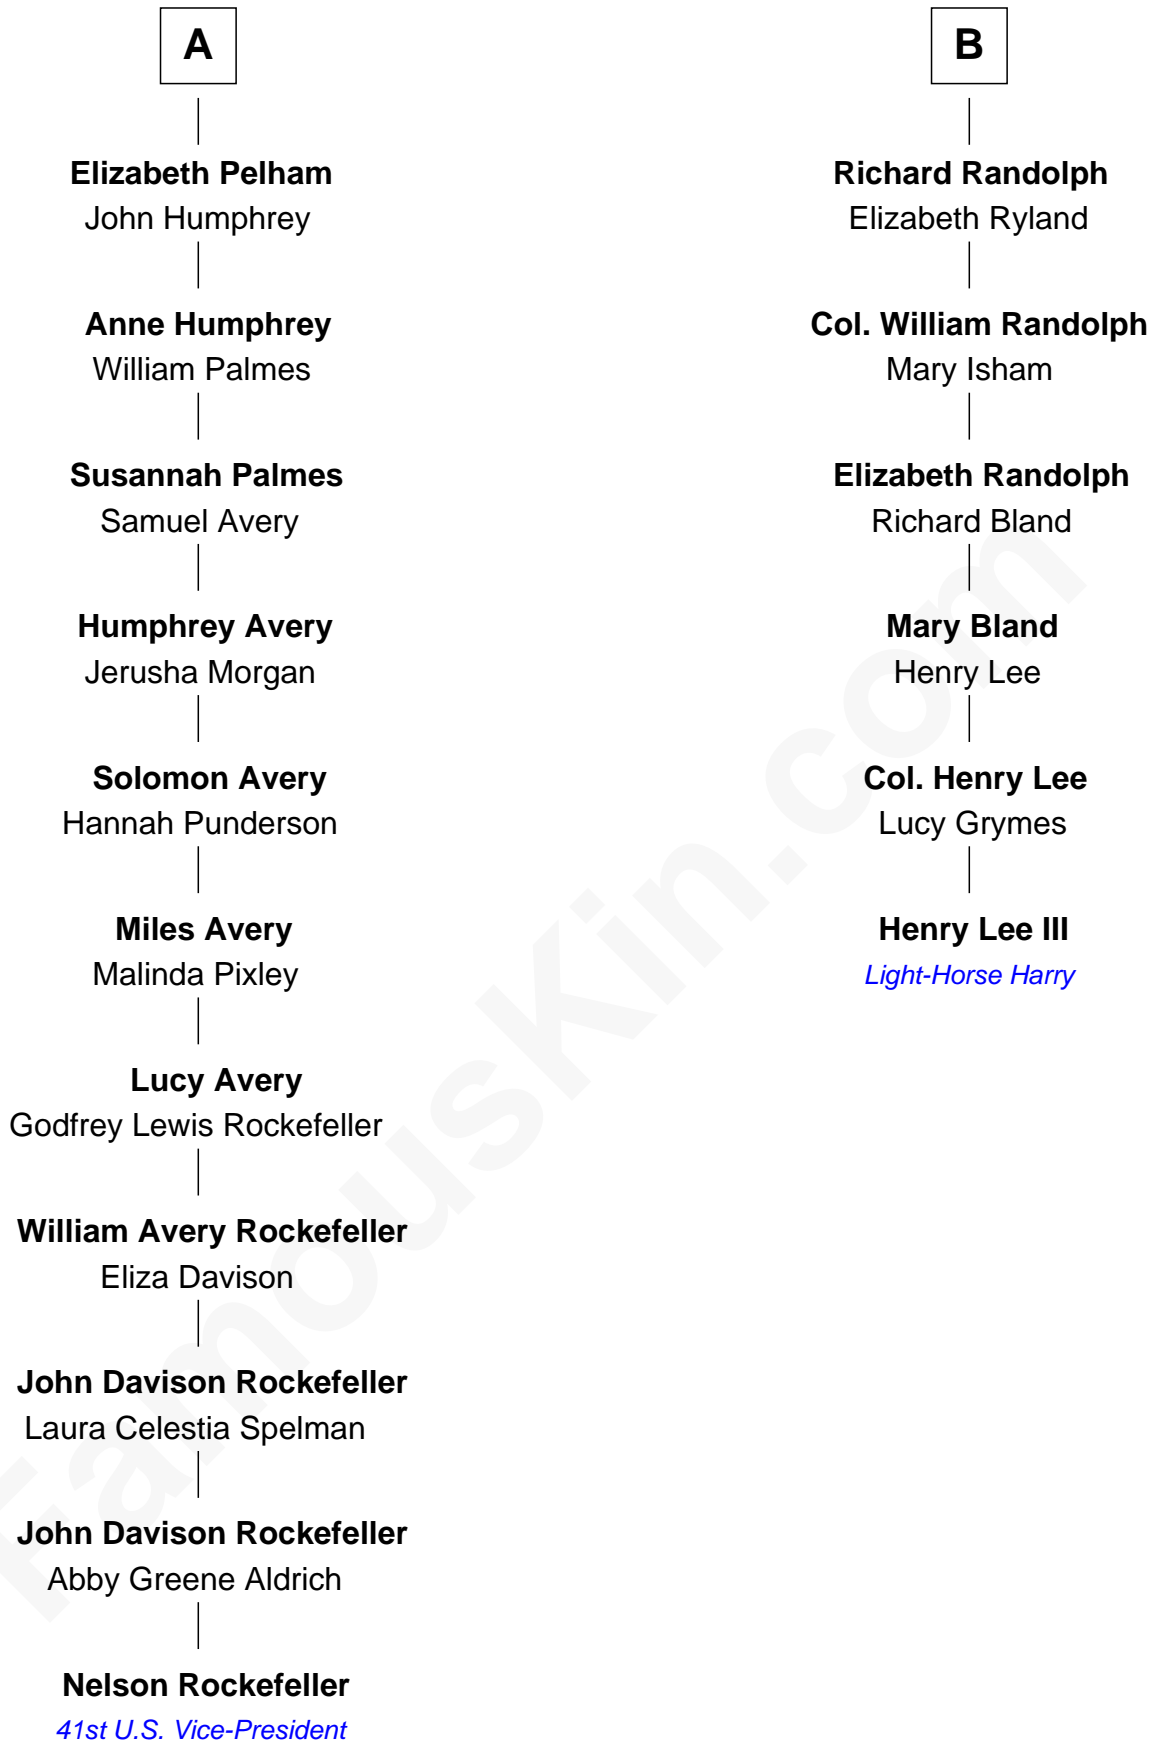 A
Elizabeth Pelham
John Humphrey
Anne Humphrey
William Palmes
Susannah Palmes
Samuel Avery
Humphrey Avery
Jerusha Morgan
Solomon Avery
Hannah Punderson
Miles Avery
Malinda Pixley
Lucy Avery
Godfrey Lewis Rockefeller
William Avery Rockefeller
Eliza Davison
John Davison Rockefeller
Laura Celestia Spelman
John Davison Rockefeller
Abby Greene Aldrich
Nelson Rockefeller
41st U.S. Vice-President
B
Richard Randolph
Elizabeth Ryland
Col. William Randolph
Mary Isham
Elizabeth Randolph
Richard Bland
Mary Bland
Henry Lee
Col. Henry Lee
Lucy Grymes
Henry Lee III
Light-Horse Harry
FamousKin.com